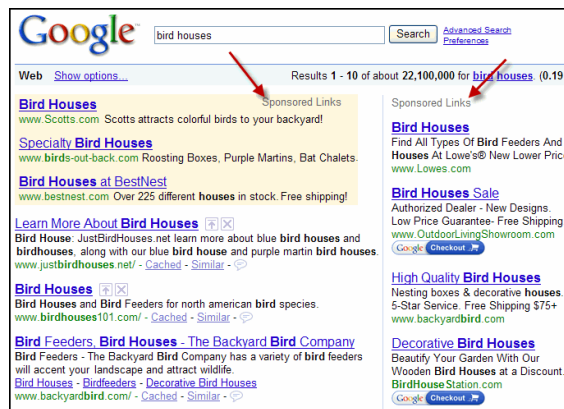 Google™
bird houses
Search
Advanced Search
Preferences
Web Show options...
Results 1 - 10 of about 22,100,000 for bird houses. (0.19
Bird Houses
Sponsored Links
www.Scotts.com Scotts attracts colorful birds to your backyard!
Specialty Bird Houses
www.birds-out-back.com Roosting Boxes, Purple Martins, Bat Chalets.
Bird Houses at BestNest
www.bestnest.com Over 225 different houses in stock. Free shipping!
Learn More About Bird Houses
Bird House: JustBirdHouses.net learn more about blue bird houses and
birdhouses, along with our blue bird house and purple martin bird houses.
www.justbirdhouses.net/ - Cached - Similar -
Bird Houses
Bird Houses and Bird Feeders for north american bird species.
www.birdhouses101.com/ - Cached - Similar -
Bird Feeders, Bird Houses - The Backyard Bird Company
Bird Feeders - The Backyard Bird Company has a variety of bird feeders
will accent your landscape and attract wildlife.
Bird Houses - Birdfeeders - Decorative Bird Houses
www.backyardbird.com/ - Cached - Similar -
Sponsored Links
Bird Houses
Find All Types Of Bird Feeders And
Houses At Lowe's® New Lower Price
www.Lowes.com
Bird Houses Sale
Authorized Dealer - New Designs.
Low Price Guarantee- Free Shipping
www.OutdoorLivingShowroom.com
Google Checkout
High Quality Bird Houses
Nesting boxes & decorative houses.
5-Star Service. Free Shipping $75+
www.backyardbird.com
Decorative Bird Houses
Beautify Your Garden With Our
Wooden Bird Houses at a Discount.
BirdHouseStation.com
Google Checkout